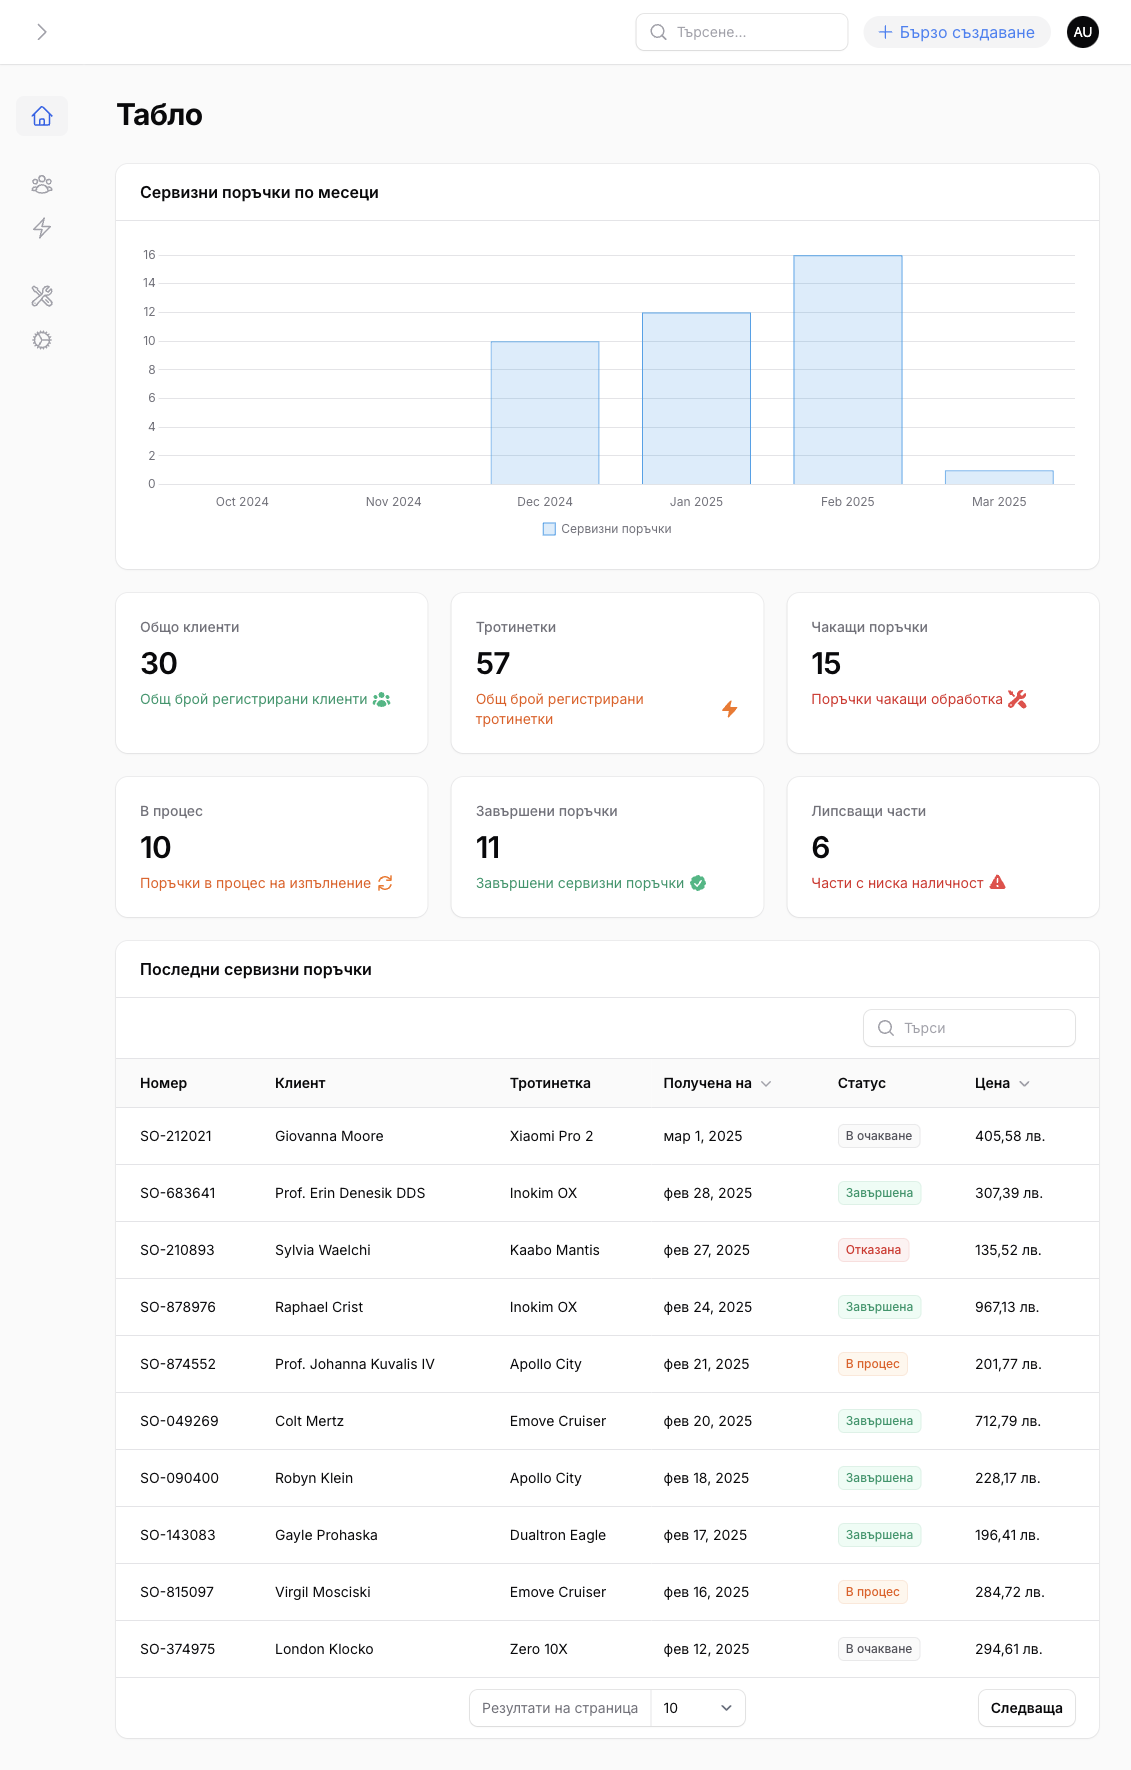 Търсене...
Бързо създаване
AU
Табло
Сервизни поръчки по месеци
16
14
12
10
8
6
4
2
0
Oct 2024 Nov 2024 Dec 2024 Jan 2025 Feb 2025 Mar 2025
Сервизни поръчки
Общо клиенти
30
Общ брой регистрирани клиенти
Тротинетки
57
Общ брой регистрирани
тротинетки
Чакащи поръчки
15
Поръчки чакащи обработка
В процес
10
Поръчки в процес на изпълнение
Завършени поръчки
11
Завършени сервизни поръчки
Липсващи части
6
Части с ниска наличност
Последни сервизни поръчки
Търси
Номер Клиент Тротинетка Получена на Статус Цена
SO-212021 Giovanna Moore Xiaomi Pro 2 мар 1, 2025 В очакване 405,58 лв.
SO-683641 Prof. Erin Denesik DDS Inokim OX фев 28, 2025 Завършена 307,39 лв.
SO-210893 Sylvia Waelchi Kaabo Mantis фев 27, 2025 Отказана 135,52 лв.
SO-878976 Raphael Crist Inokim OX фев 24, 2025 Завършена 967,13 лв.
SO-874552 Prof. Johanna Kuvalis IV Apollo City фев 21, 2025 В процес 201,77 лв.
SO-049269 Colt Mertz Emove Cruiser фев 20, 2025 Завършена 712,79 лв.
SO-090400 Robyn Klein Apollo City фев 18, 2025 Завършена 228,17 лв.
SO-143083 Gayle Prohaska Dualtron Eagle фев 17, 2025 Завършена 196,41 лв.
SO-815097 Virgil Mosciski Emove Cruiser фев 16, 2025 В процес 284,72 лв.
SO-374975 London Klocko Zero 10X фев 12, 2025 В очакване 294,61 лв.
Резултати на страница 10 Следваща